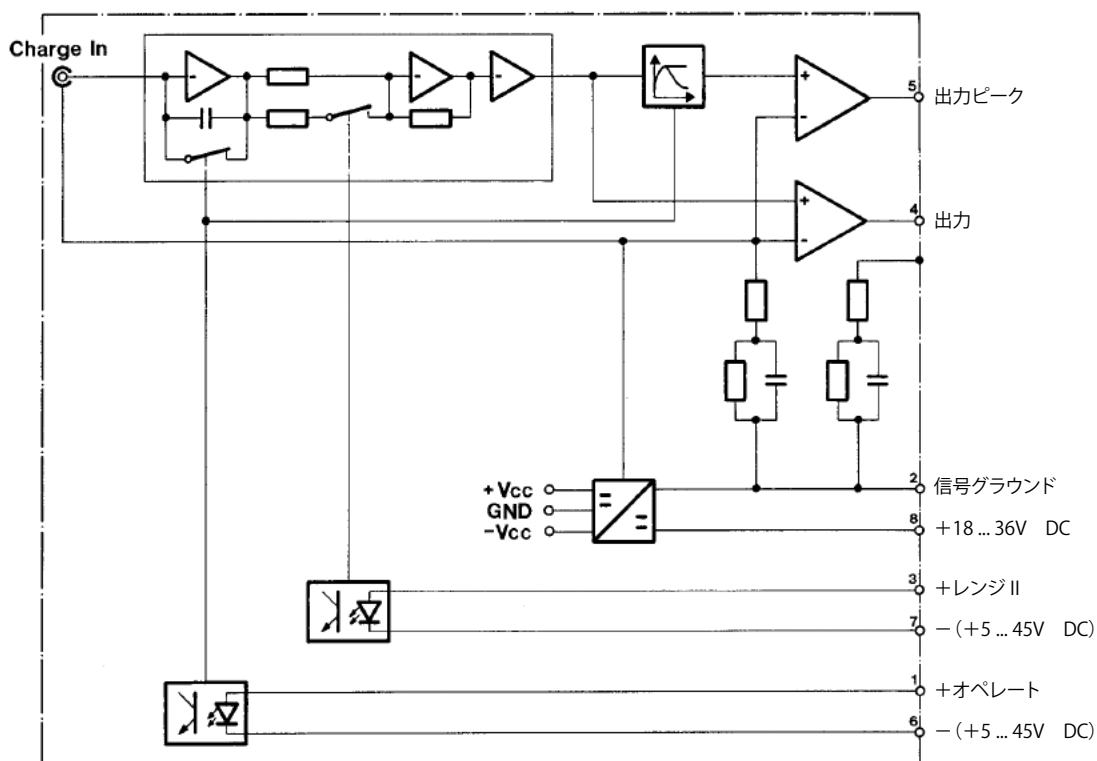 Charge In
5 出力ピーク
4 出力
2 信号グラウンド
8 +18 ... 36V DC
+Vcc
GND
-Vcc
3 +レンジⅡ
7 -(+5 ... 45V DC)
1 +オペレート
6 -(+5 ... 45V DC)